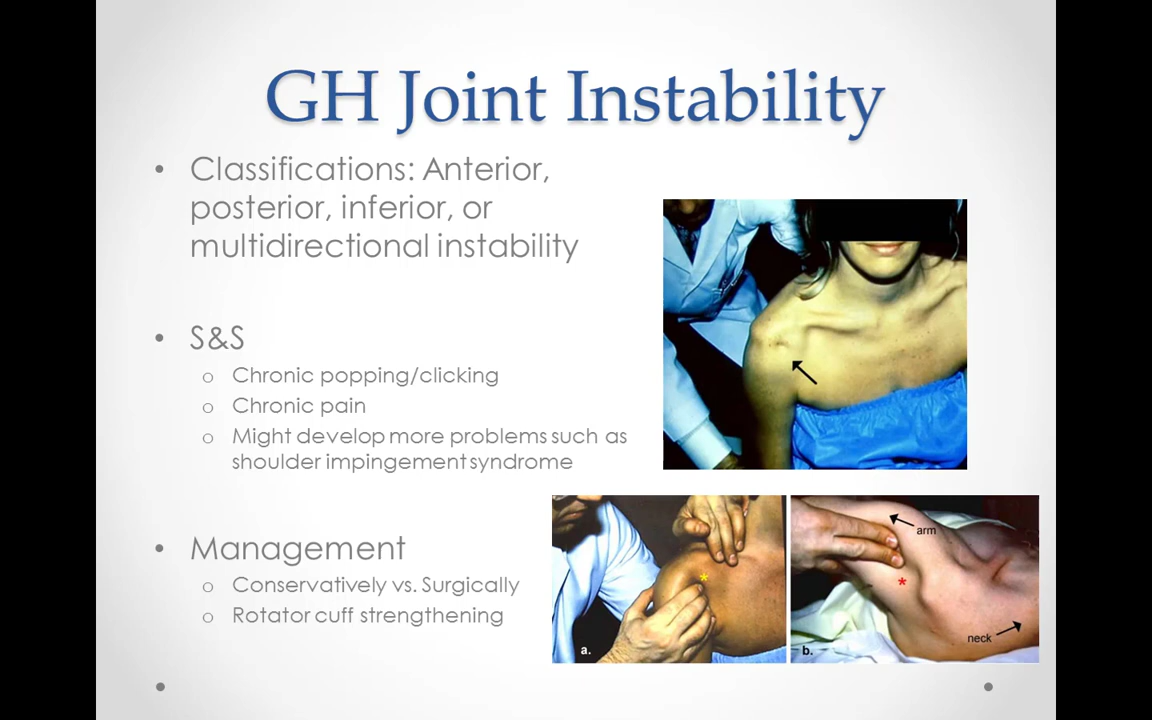 GH Joint Instability
• Classifications: Anterior,
posterior, inferior, or
multidirectional instability
• S&S
o Chronic popping/clicking
o Chronic pain
o Might develop more problems such as
shoulder impingement syndrome
• Management
o Conservatively vs. Surgically
o Rotator cuff strengthening
*
a.
arm
*
neck
b.